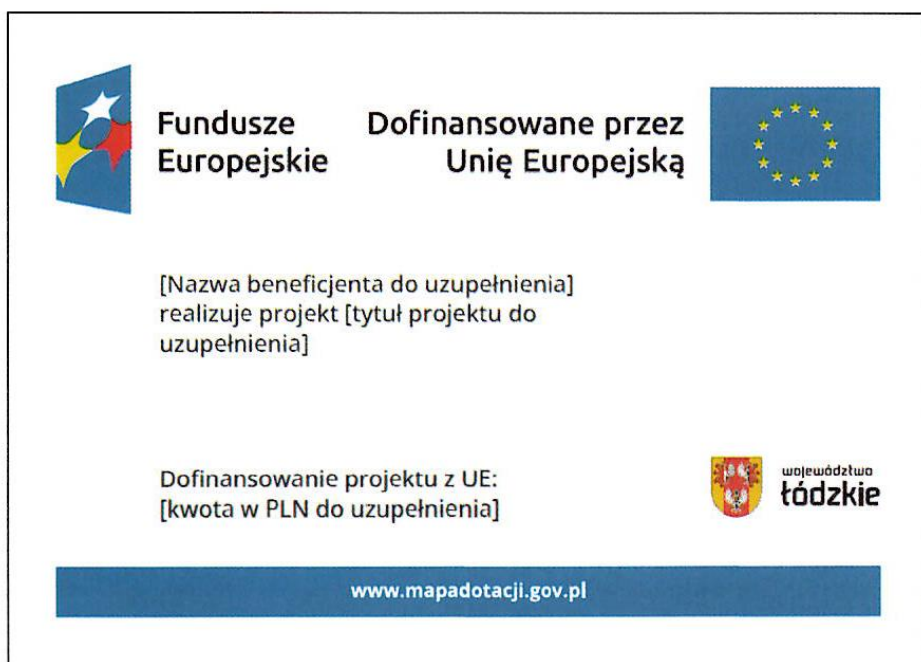 Fundusze
Europejskie
Dofinansowane przez
Unię Europejską
[Nazwa beneficjenta do uzupełnienia]
realizuje projekt [tytuł projektu do
uzupełnienia]
Dofinansowanie projektu z UE:
[kwota w PLN do uzupełnienia]
województwo
łódzkie
www.mapadotacji.gov.pl